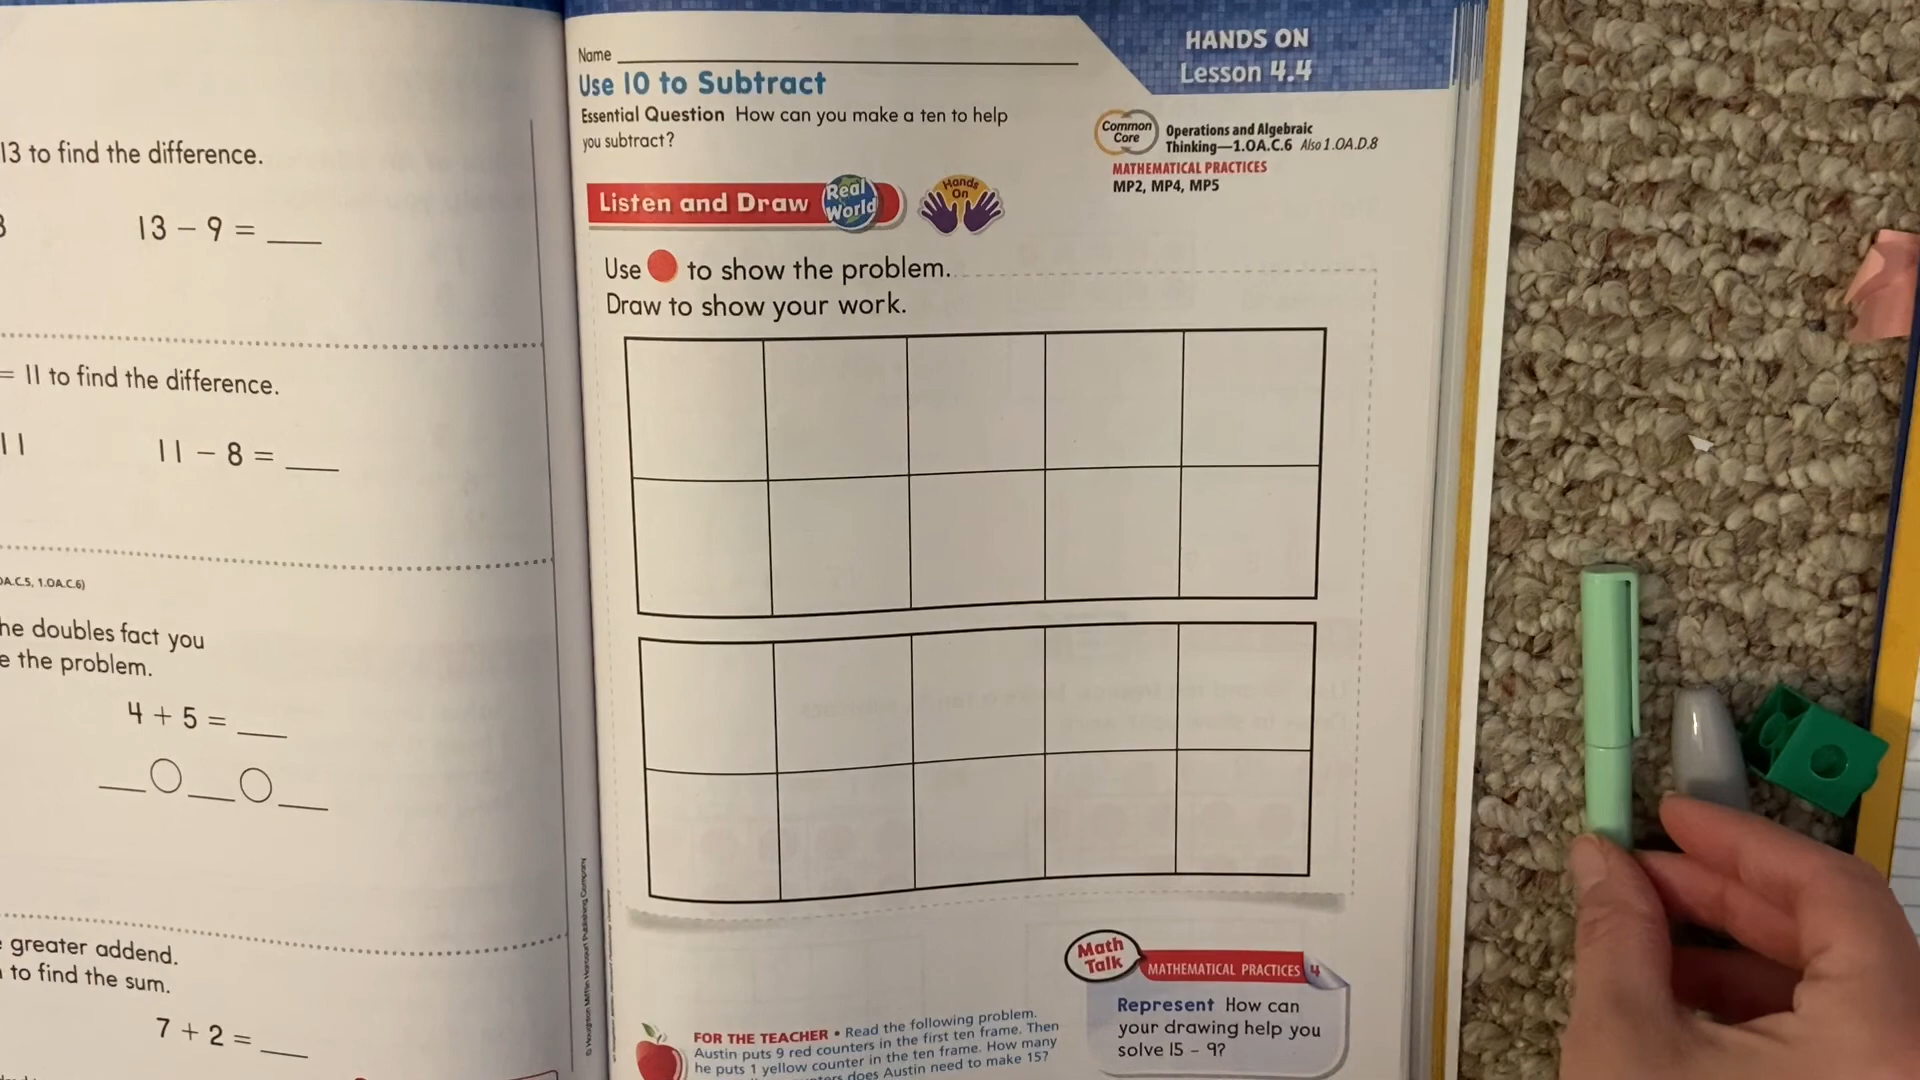 13 to find the difference.
13 – 9 = ___
= 11 to find the difference.
11
11 – 8 = ___
OA.C.5, 1.OA.C.6)
he doubles fact you
e the problem.
4 + 5 = ___
greater addend.
to find the sum.
7 + 2 = ___
Name
Use 10 to Subtract
Essential Question How can you make a ten to help
you subtract?
HANDS ON
Lesson 4.4
Common
Core
Operations and Algebraic
Thinking—1.OA.C.6 Also 1.OA.D.8
MATHEMATICAL PRACTICES
MP2, MP4, MP5
Listen and Draw
Real
World
Hands
On
Use to show the problem.
Draw to show your work.
© Houghton Mifflin Harcourt Publishing Company
FOR THE TEACHER • Read the following problem.
Austin puts 9 red counters in the first ten frame. Then
he puts 1 yellow counter in the ten frame. How many
does Austin need to make 15?
Math
Talk
MATHEMATICAL PRACTICES 4
Represent How can
your drawing help you
solve 15 – 9?